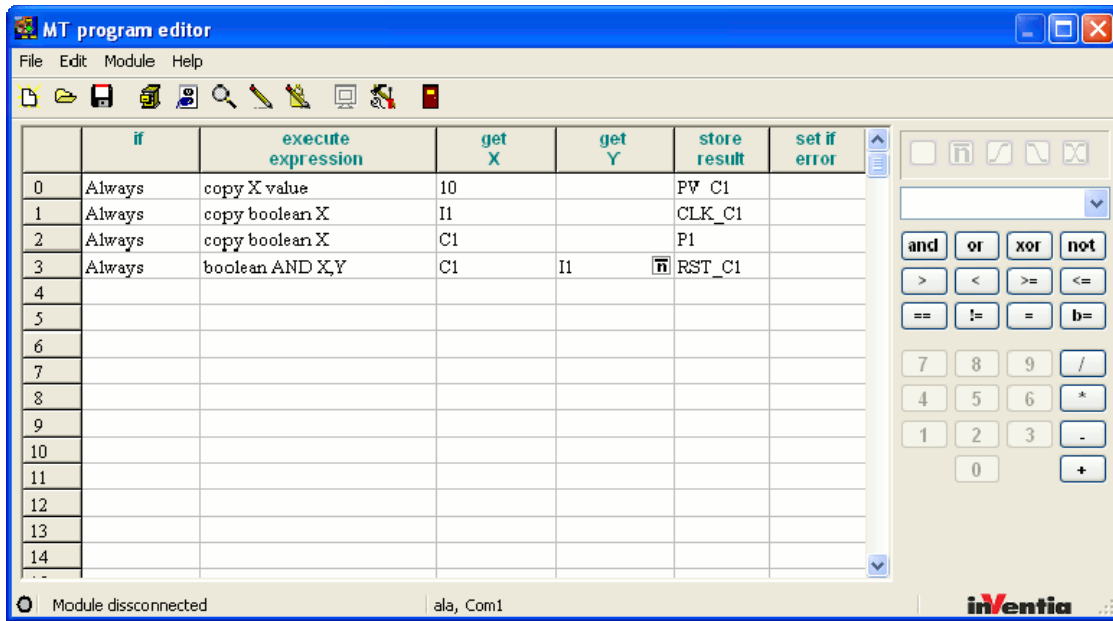 MT program editor
File Edit Module Help
if execute expression get X get Y store result set if error
0 Always copy X value 10 PV_C1
1 Always copy boolean X I1 CLK_C1
2 Always copy boolean X C1 P1
3 Always boolean AND X,Y C1 I1 n RST_C1
4
5
6
7
8
9
10
11
12
13
14
n
and or xor not
> < >= <=
== != = b=
7 8 9 /
4 5 6 *
1 2 3 -
0 +
Module dissconnected ala, Com1 inVentia